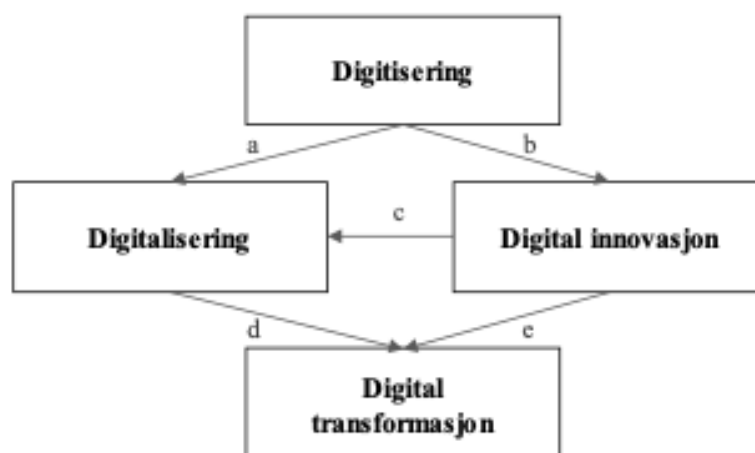 Digitisering
a
b
Digitalisering
c
Digital innovasjon
d
e
Digital
transformasjon